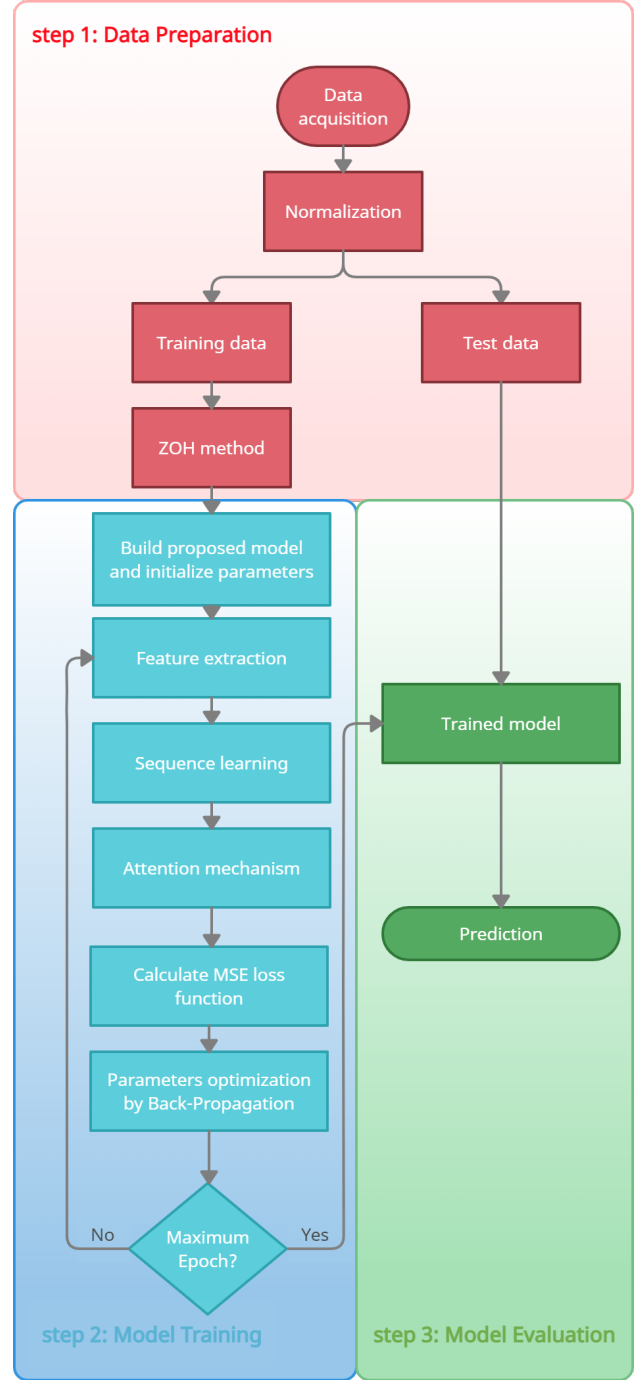 step 1: Data Preparation
Data
acquisition
Normalization
Training data
Test data
ZOH method
Build proposed model
and initialize parameters
Feature extraction
Sequence learning
Trained model
Attention mechanism
Prediction
Calculate MSE loss
function
Parameters optimization
by Back-Propagation
No
Maximum
Epoch?
Yes
step 2: Model Training
step 3: Model Evaluation